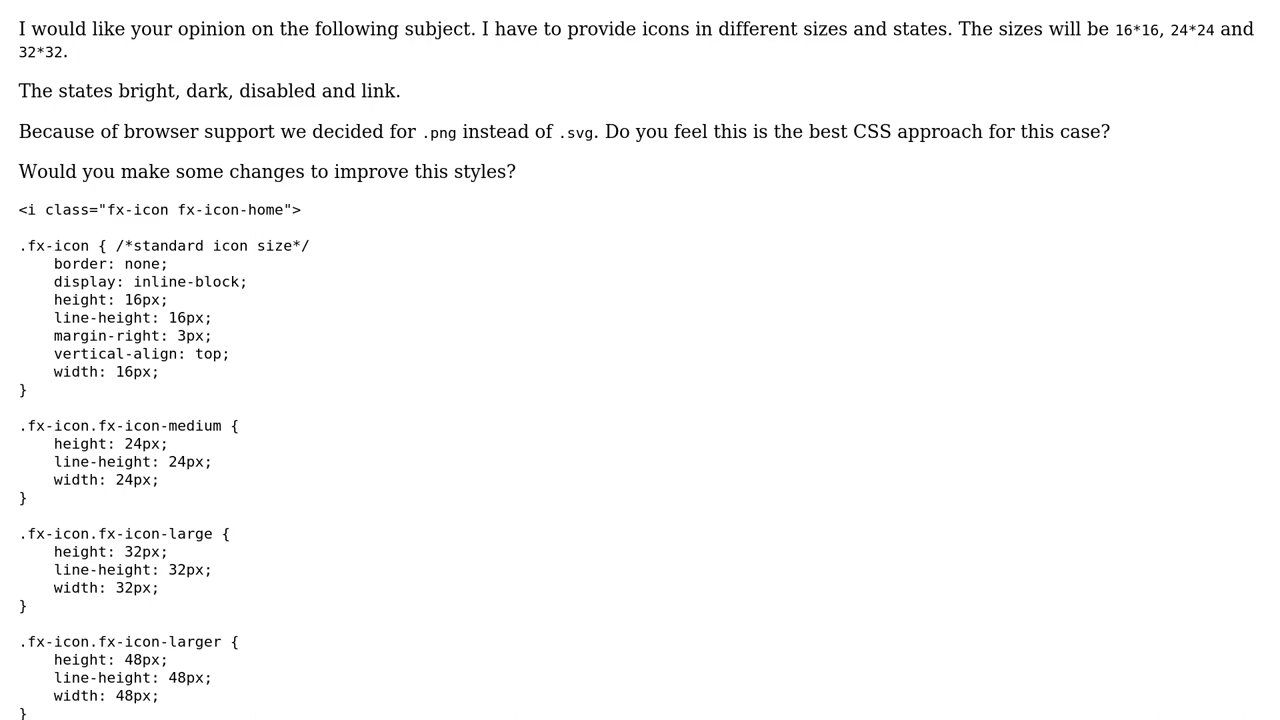 I would like your opinion on the following subject. I have to provide icons in different sizes and states. The sizes will be 16*16, 24*24 and
32*32.
The states bright, dark, disabled and link.
Because of browser support we decided for .png instead of .svg. Do you feel this is the best CSS approach for this case?
Would you make some changes to improve this styles?
<i class="fx-icon fx-icon-home">
.fx-icon { /*standard icon size*/
    border: none;
    display: inline-block;
    height: 16px;
    line-height: 16px;
    margin-right: 3px;
    vertical-align: top;
    width: 16px;
}
.fx-icon.fx-icon-medium {
    height: 24px;
    line-height: 24px;
    width: 24px;
}
.fx-icon.fx-icon-large {
    height: 32px;
    line-height: 32px;
    width: 32px;
}
.fx-icon.fx-icon-larger {
    height: 48px;
    line-height: 48px;
    width: 48px;
}